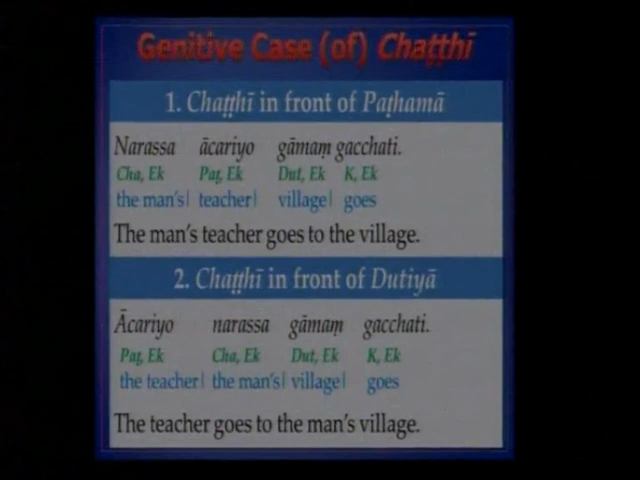 Genitive Case (of) Chaṭṭhī
1. Chaṭṭhī in front of Paṭhamā
Narassa ācariyo gāmaṃ gacchati.
Cha, Ek Paṭ, Ek Dut, Ek K, Ek
the man's| teacher| village| goes
The man's teacher goes to the village.
2. Chaṭṭhī in front of Dutiyā
Ācariyo narassa gāmaṃ gacchati.
Paṭ, Ek Cha, Ek Dut, Ek K, Ek
the teacher| the man's| village| goes
The teacher goes to the man's village.